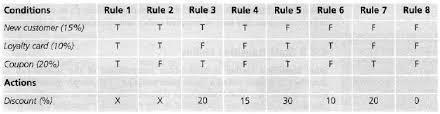 Conditions Rule 1 Rule 2 Rule 3 Rule 4 Rule 5 Rule 6 Rule 7 Rule 8
New customer (15%) T T T T F F F F
Loyalty card (10%) T T F F T T F F
Coupon (20%) T F T F T F T F
Actions
Discount (%) X X 20 15 30 10 20 0